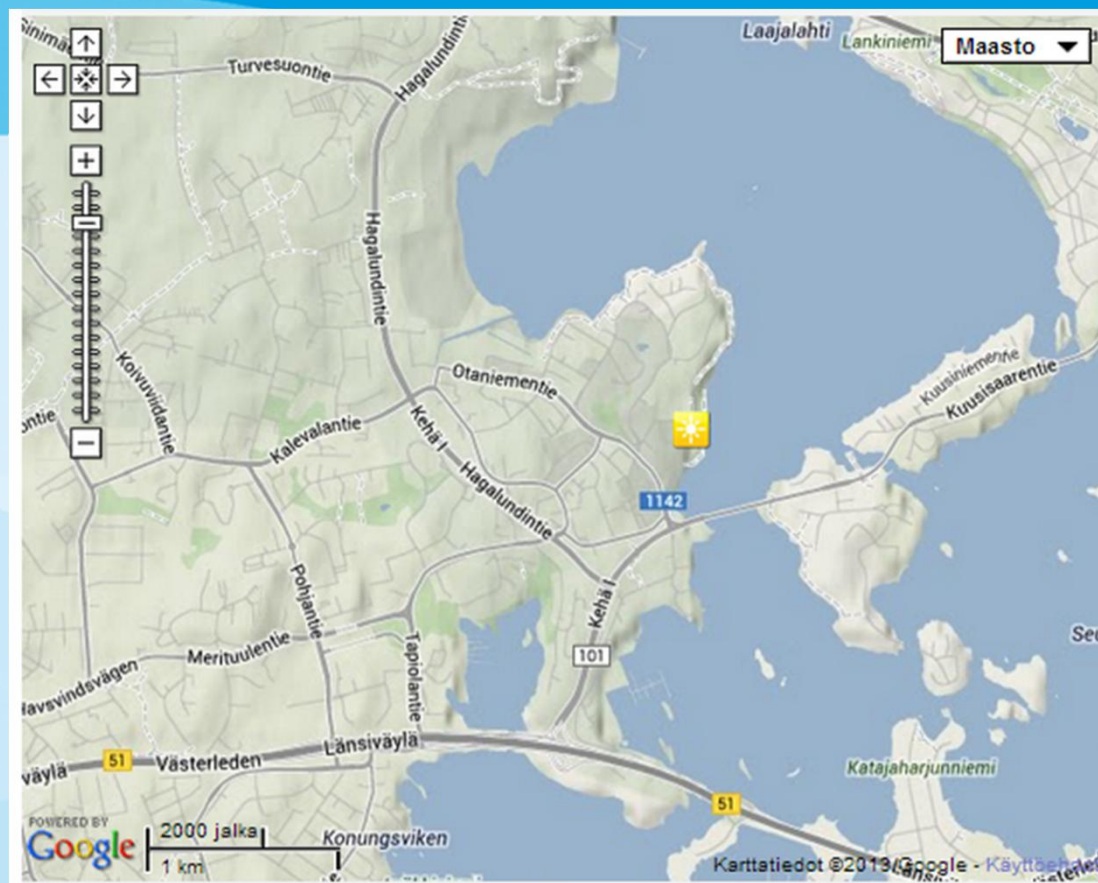 Laajalahti
Lankiniemi
Maasto
Turvesuontie
Hagalundintie
Hagalundintie
Koivuviidantie
Otaniementie
Kuusiniementie
Kuusisaarentie
Kalevalantie
Kehä I
Hagalundintie
1142
Pohjantie
Kehä I
101
Merituulentie
Tapiolantie
Havsvindsvägen
51
Västerleden
Länsiväylä
väylä
Katajaharjunniemi
51
POWERED BY
Google
2000 jalka
1 km
Konungsviken
Karttatiedot ©2013 Google -